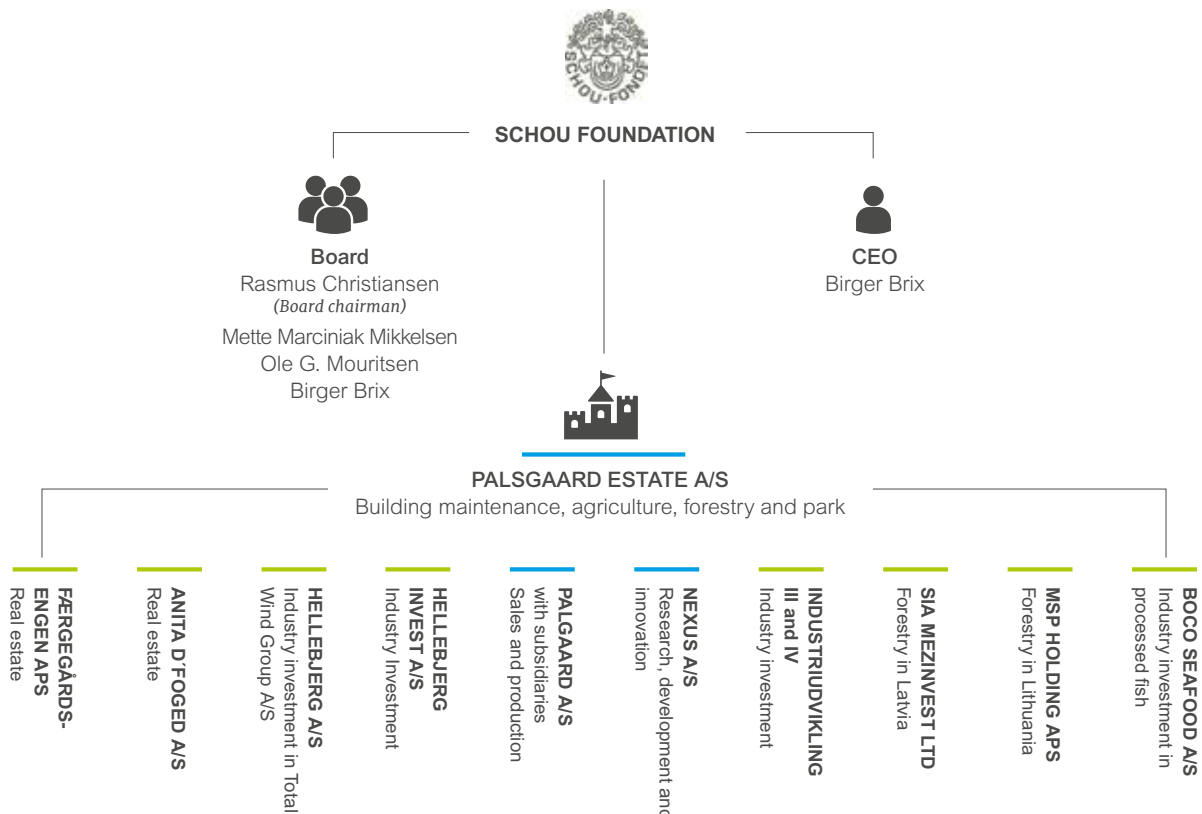 SCHOU-FONDET
SCHOU FOUNDATION
Board
Rasmus Christiansen
(Board chairman)
Mette Marciniak Mikkelsen
Ole G. Mouritsen
Birger Brix
CEO
Birger Brix
PALSGAARD ESTATE A/S
Building maintenance, agriculture, forestry and park
FÆRGEGÅRDS-
ENGEN APS
Real estate
ANITA D´FOGED A/S
Real estate
HELLEBJERG A/S
Industry investment in Total
Wind Group A/S
HELLEBJERG
INVEST A/S
Industry Investment
PALGAARD A/S
with subsidiaries
Sales and production
NEXUS A/S
Research, development and
innovation
INDUSTRIUDVIKLING
III and IV
Industry investment
SIA MEZINVEST LTD
Forestry in Latvia
MSP HOLDING APS
Forestry in Lithuania
BOCO SEAFOOD A/S
Industry investment in
processed fish